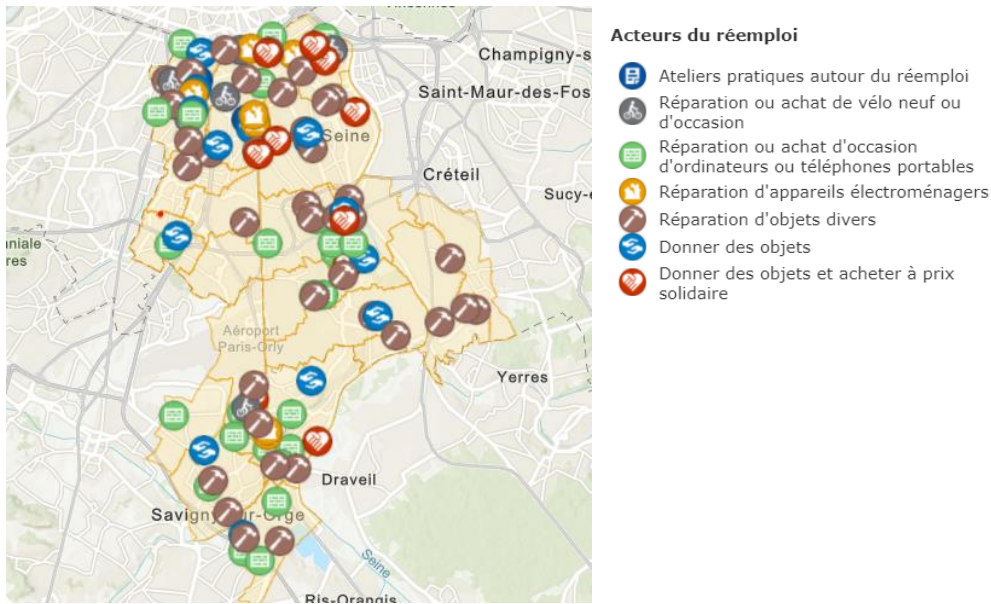 Champigny-s
Saint-Maur-des-Fos
Seine
Créteil
Sucy-e
niale
res
Aéroport
Paris-Orly
Yerres
Draveil
Savigny-sur-Orge
Seine
Ris-Orangis
Acteurs du réemploi
Ateliers pratiques autour du réemploi
Réparation ou achat de vélo neuf ou
d'occasion
Réparation ou achat d'occasion
d'ordinateurs ou téléphones portables
Réparation d'appareils électroménagers
Réparation d'objets divers
Donner des objets
Donner des objets et acheter à prix
solidaire